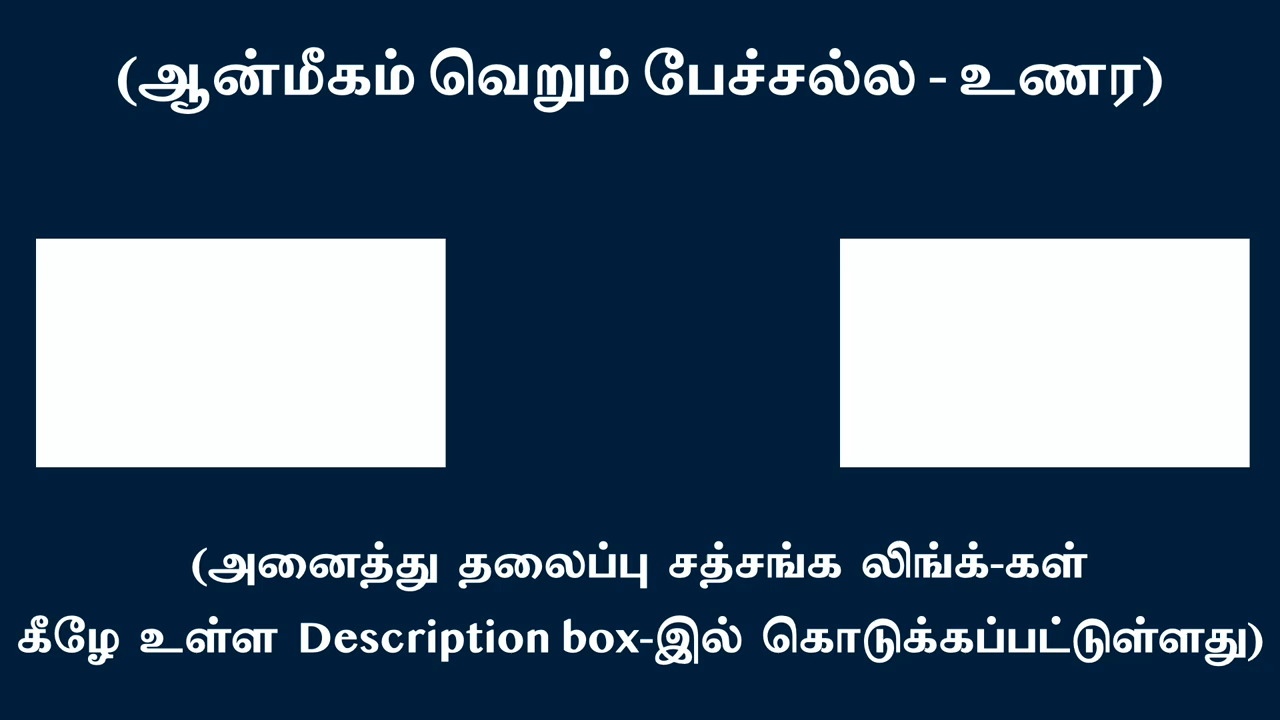 (ஆன்மீகம் வெறும் பேச்சல்ல - உணர)
(அனைத்து தலைப்பு சத்சங்க லிங்க்-கள்
கீழே உள்ள Description box-இல் கொடுக்கப்பட்டுள்ளது)